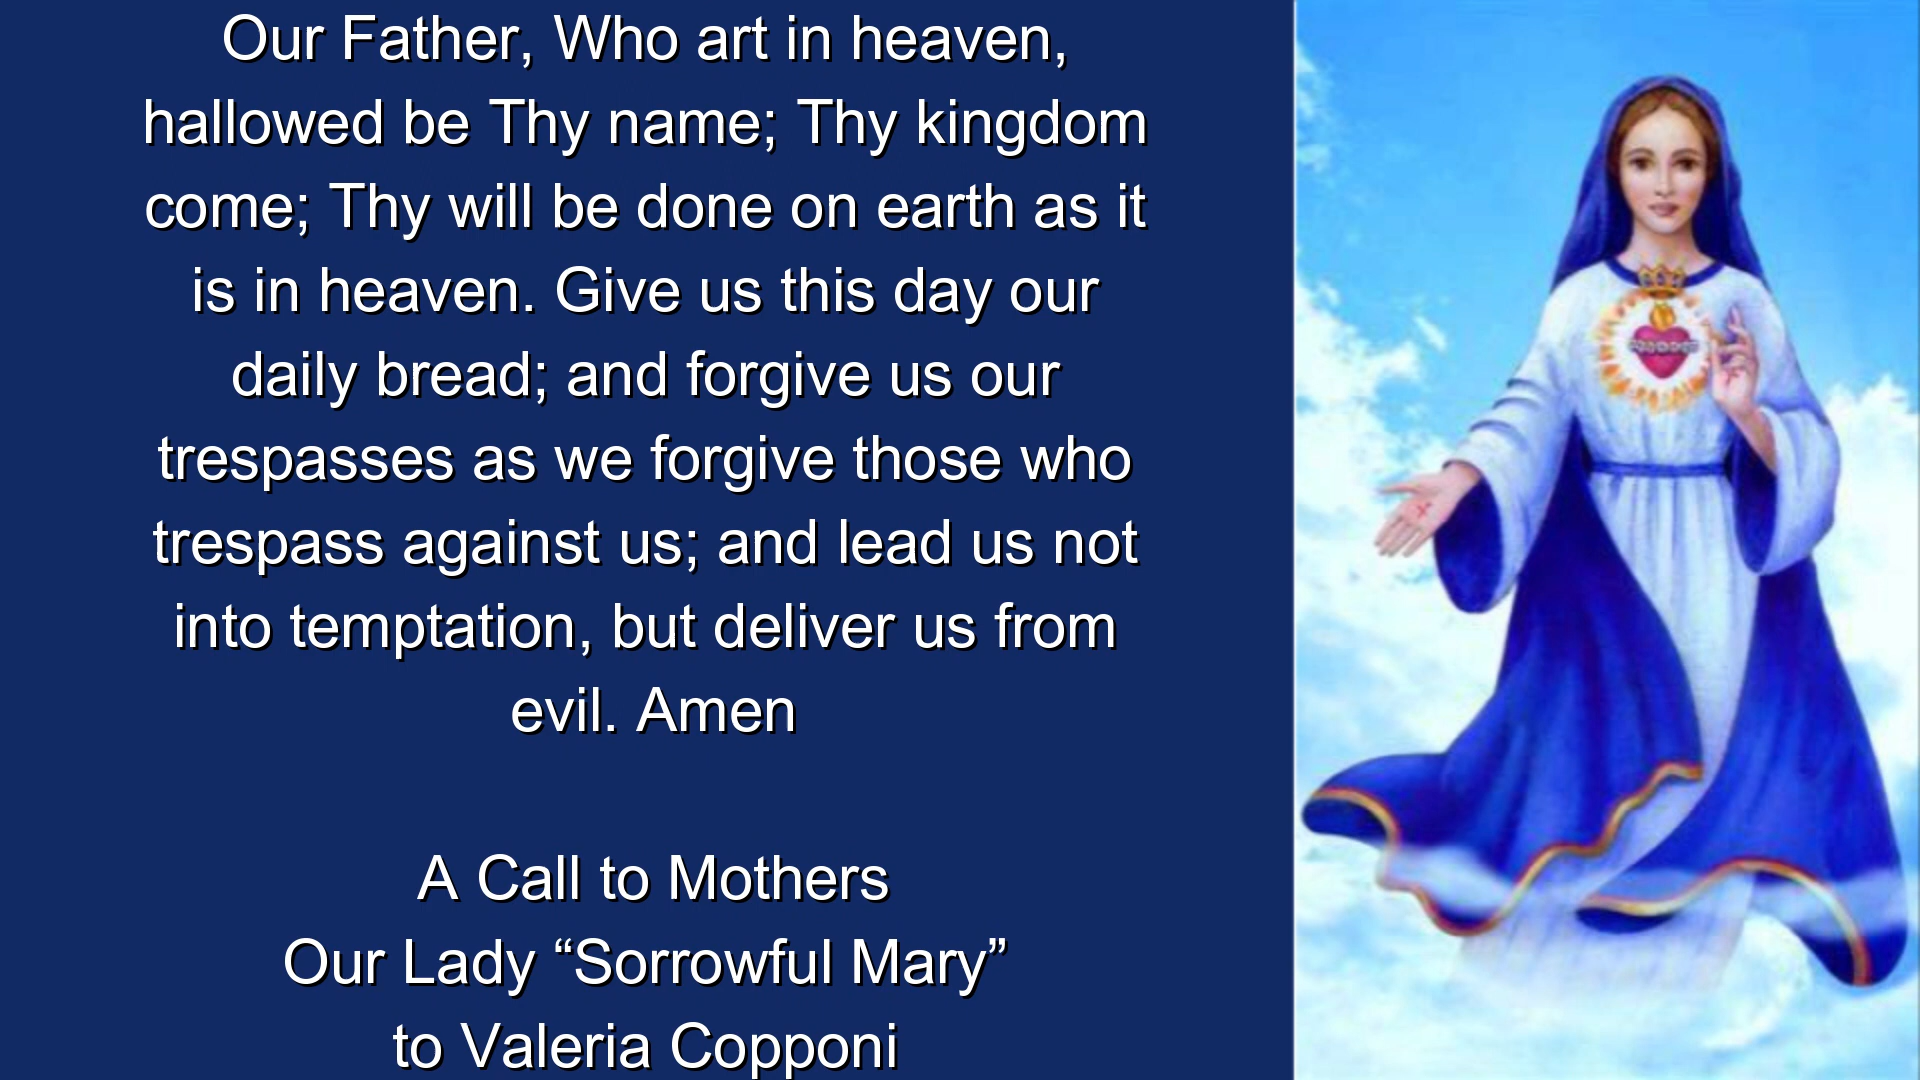 Our Father, Who art in heaven,
hallowed be Thy name; Thy kingdom
come; Thy will be done on earth as it
is in heaven. Give us this day our
daily bread; and forgive us our
trespasses as we forgive those who
trespass against us; and lead us not
into temptation, but deliver us from
evil. Amen
A Call to Mothers
Our Lady “Sorrowful Mary”
to Valeria Copponi